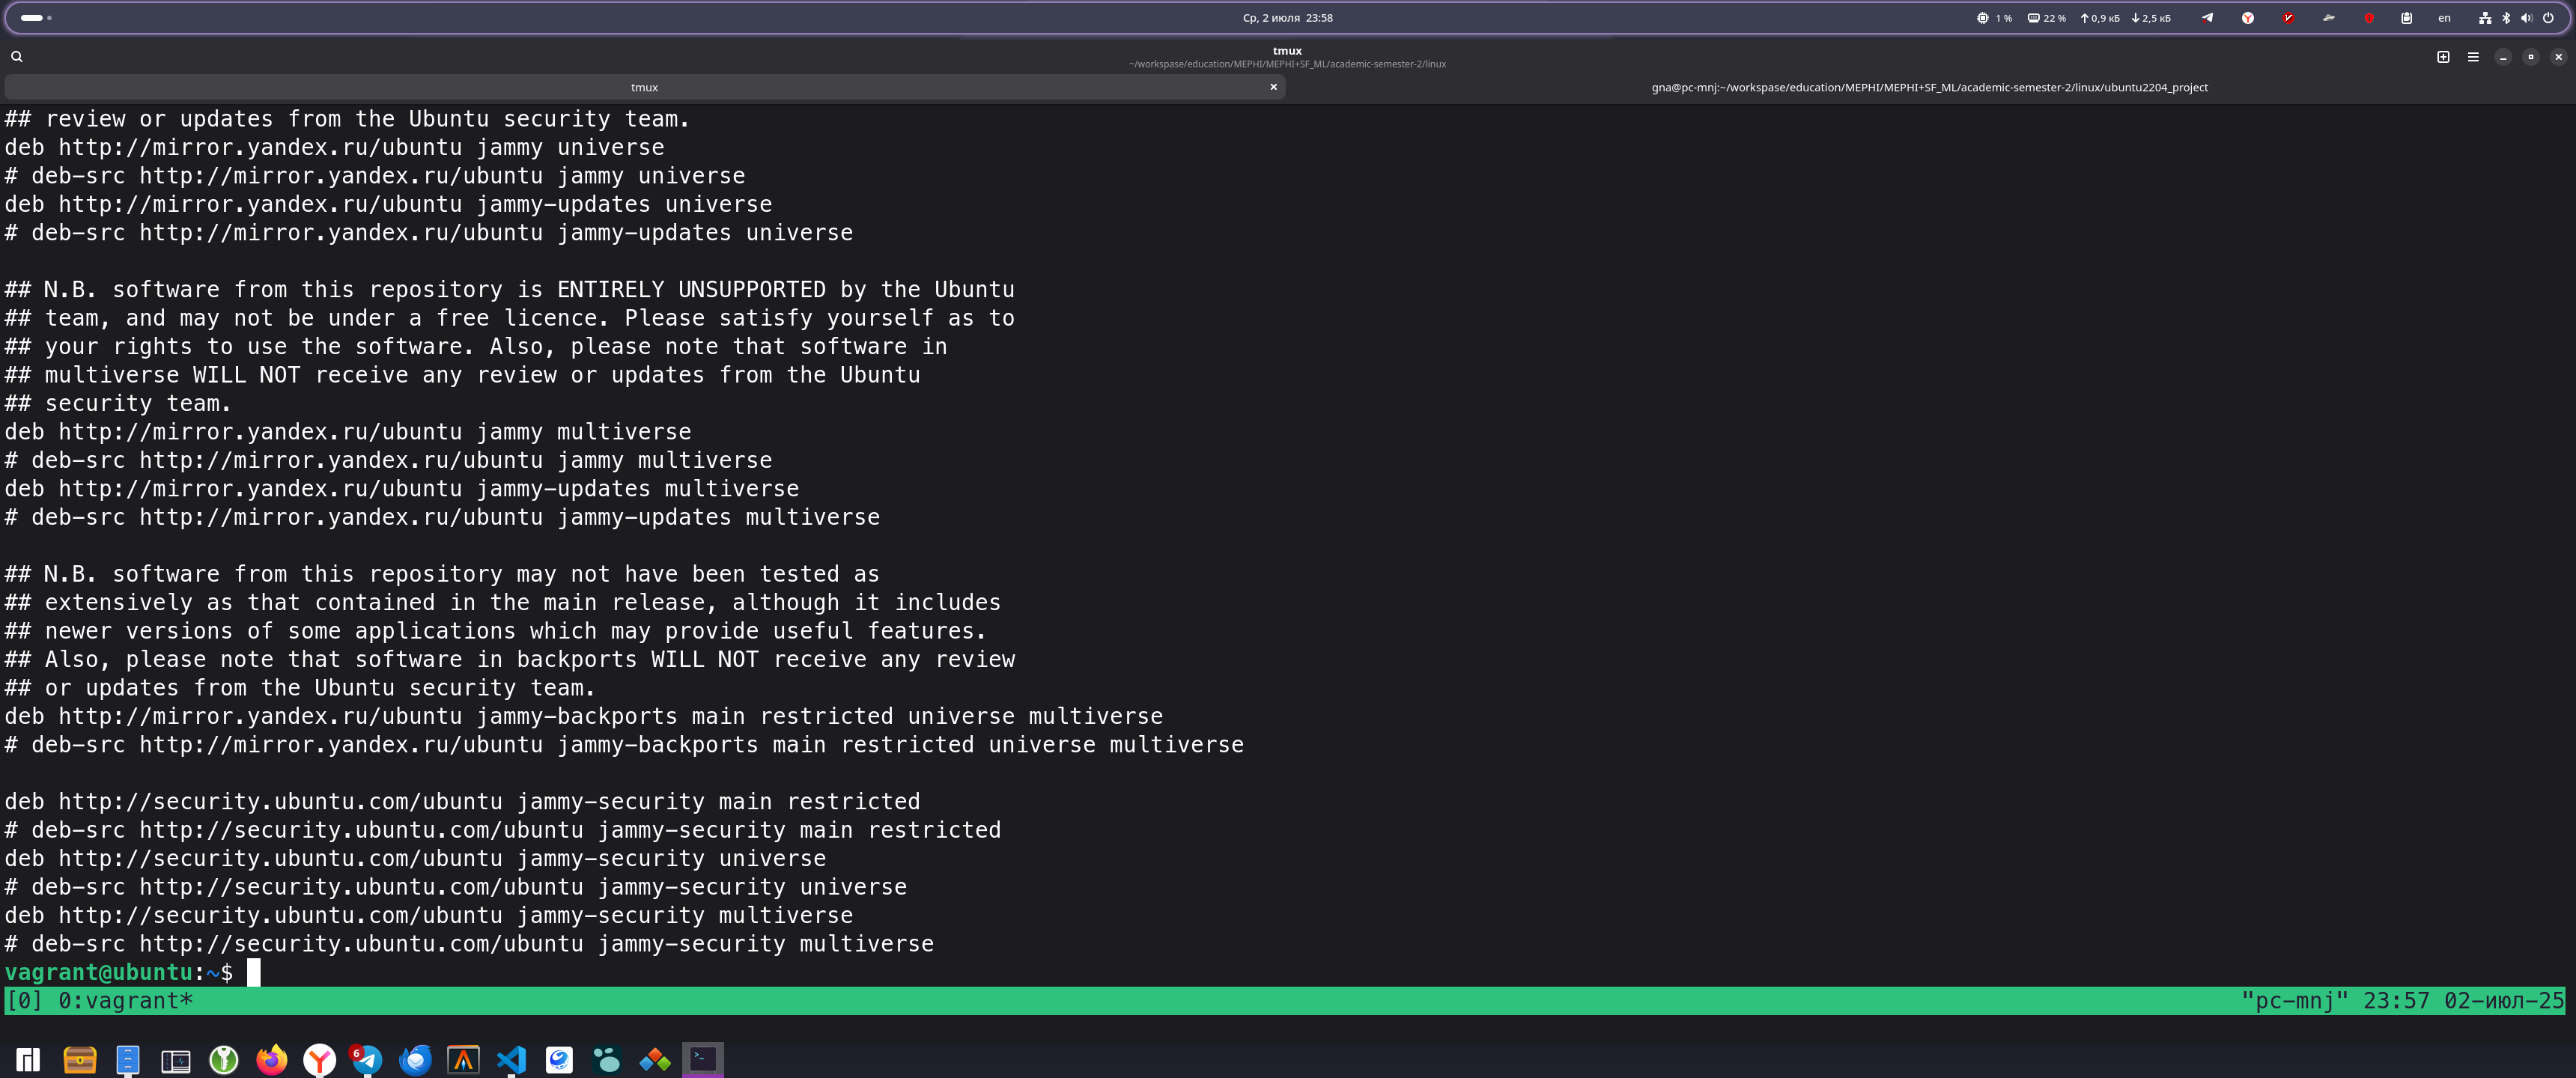 Ср, 2 июля 23:58
1 %
22 %
0,9 кБ
2,5 кБ
en
tmux
~/workspase/education/MEPHI/MEPHI+SF_ML/academic-semester-2/linux
tmux
gna@pc-mnj:~/workspase/education/MEPHI/MEPHI+SF_ML/academic-semester-2/linux/ubuntu2204_project
## review or updates from the Ubuntu security team.
deb http://mirror.yandex.ru/ubuntu jammy universe
# deb-src http://mirror.yandex.ru/ubuntu jammy universe
deb http://mirror.yandex.ru/ubuntu jammy-updates universe
# deb-src http://mirror.yandex.ru/ubuntu jammy-updates universe
## N.B. software from this repository is ENTIRELY UNSUPPORTED by the Ubuntu
## team, and may not be under a free licence. Please satisfy yourself as to
## your rights to use the software. Also, please note that software in
## multiverse WILL NOT receive any review or updates from the Ubuntu
## security team.
deb http://mirror.yandex.ru/ubuntu jammy multiverse
# deb-src http://mirror.yandex.ru/ubuntu jammy multiverse
deb http://mirror.yandex.ru/ubuntu jammy-updates multiverse
# deb-src http://mirror.yandex.ru/ubuntu jammy-updates multiverse
## N.B. software from this repository may not have been tested as
## extensively as that contained in the main release, although it includes
## newer versions of some applications which may provide useful features.
## Also, please note that software in backports WILL NOT receive any review
## or updates from the Ubuntu security team.
deb http://mirror.yandex.ru/ubuntu jammy-backports main restricted universe multiverse
# deb-src http://mirror.yandex.ru/ubuntu jammy-backports main restricted universe multiverse
deb http://security.ubuntu.com/ubuntu jammy-security main restricted
# deb-src http://security.ubuntu.com/ubuntu jammy-security main restricted
deb http://security.ubuntu.com/ubuntu jammy-security universe
# deb-src http://security.ubuntu.com/ubuntu jammy-security universe
deb http://security.ubuntu.com/ubuntu jammy-security multiverse
# deb-src http://security.ubuntu.com/ubuntu jammy-security multiverse
vagrant@ubuntu:~$
[0] 0:vagrant* "pc-mnj" 23:57 02-июл-25
6